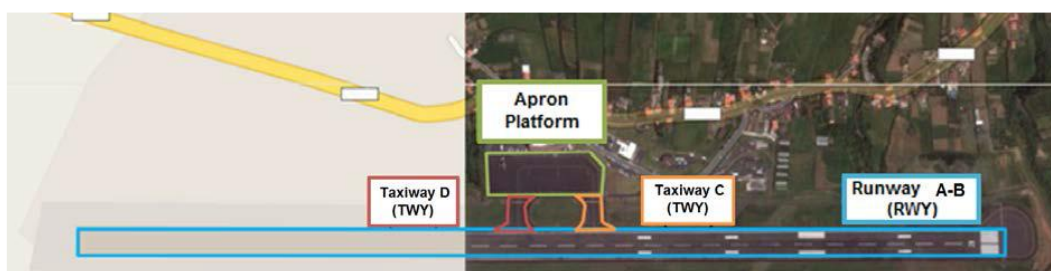 Apron
Platform
Taxiway D
(TWY)
Taxiway C
(TWY)
Runway A-B
(RWY)